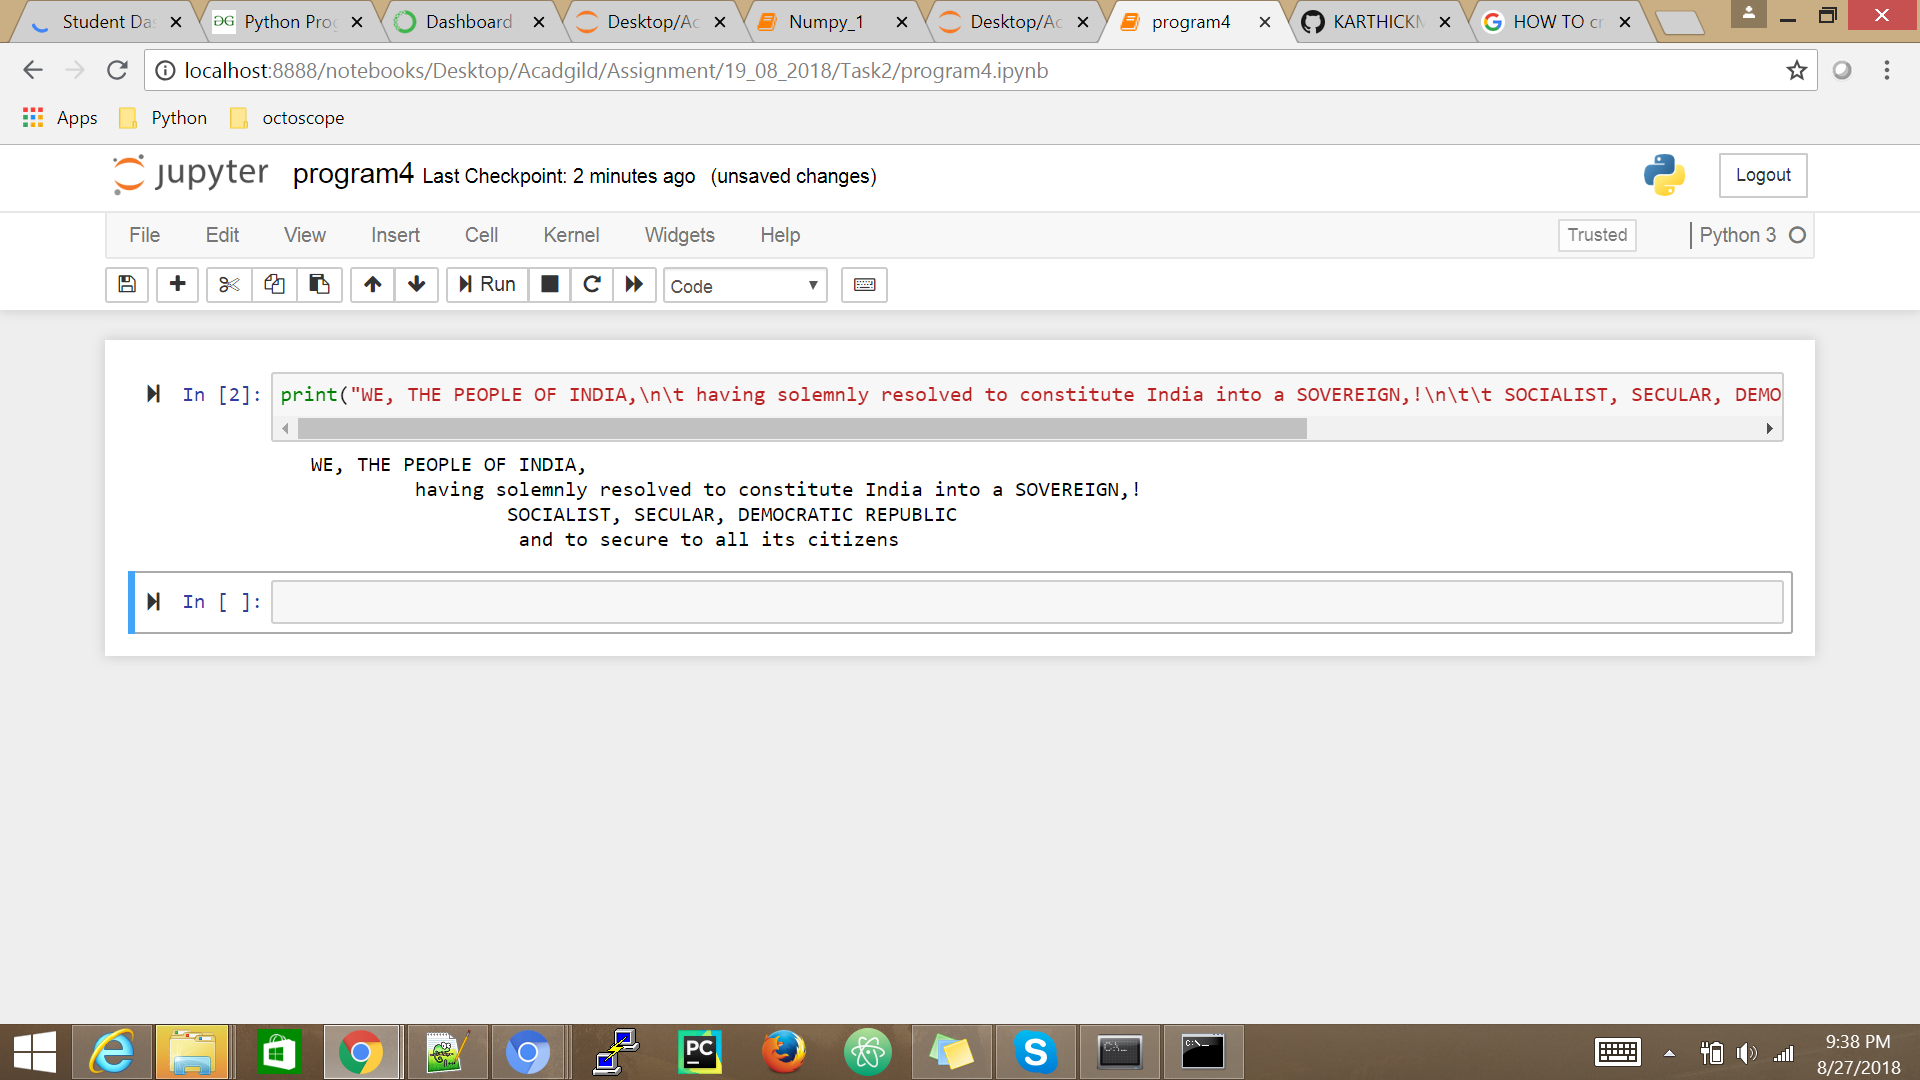 Student Da
Python Prog
Dashboard
Desktop/Ac
Numpy_1
Desktop/Ac
program4
KARTHICKM
HOW TO cr
localhost:8888/notebooks/Desktop/Acadgild/Assignment/19_08_2018/Task2/program4.ipynb
Apps Python octoscope
jupyter program4 Last Checkpoint: 2 minutes ago (unsaved changes) Logout
File Edit View Insert Cell Kernel Widgets Help Trusted Python 3
Run Code
In [2]: print("WE, THE PEOPLE OF INDIA,\n\t having solemnly resolved to constitute India into a SOVEREIGN,!\n\t\t SOCIALIST, SECULAR, DEMO
WE, THE PEOPLE OF INDIA,
having solemnly resolved to constitute India into a SOVEREIGN,!
SOCIALIST, SECULAR, DEMOCRATIC REPUBLIC
and to secure to all its citizens
In [ ]:
PC
9:38 PM
8/27/2018